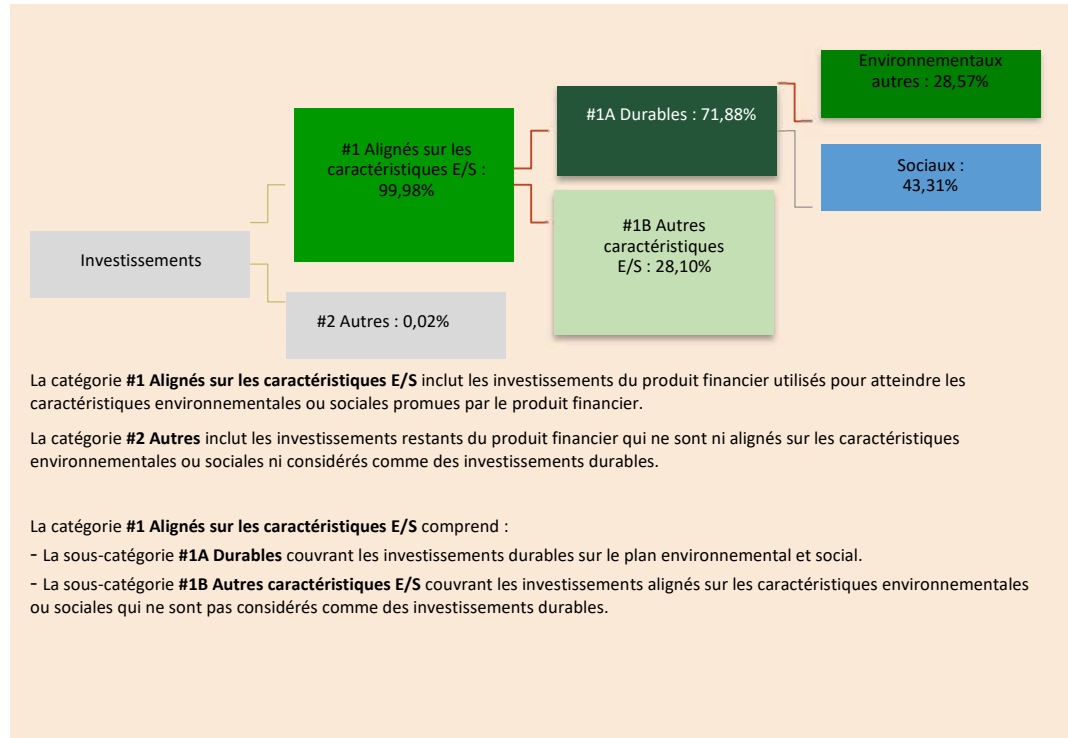 Environnementaux
autres : 28,57%
#1A Durables : 71,88%
#1 Alignés sur les
caractéristiques E/S :
99,98%
Sociaux :
43,31%
#1B Autres
caractéristiques
E/S : 28,10%
Investissements
#2 Autres : 0,02%
La catégorie #1 Alignés sur les caractéristiques E/S inclut les investissements du produit financier utilisés pour atteindre les
caractéristiques environnementales ou sociales promues par le produit financier.
La catégorie #2 Autres inclut les investissements restants du produit financier qui ne sont ni alignés sur les caractéristiques
environnementales ou sociales ni considérés comme des investissements durables.
La catégorie #1 Alignés sur les caractéristiques E/S comprend :
- La sous-catégorie #1A Durables couvrant les investissements durables sur le plan environnemental et social.
- La sous-catégorie #1B Autres caractéristiques E/S couvrant les investissements alignés sur les caractéristiques environnementales
ou sociales qui ne sont pas considérés comme des investissements durables.